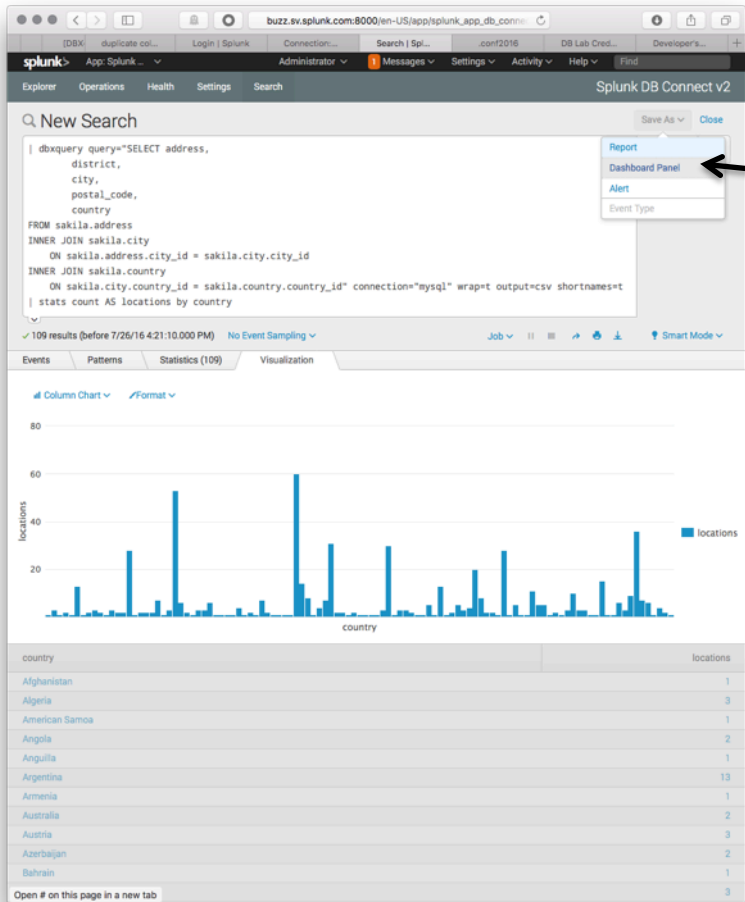 buzz.sv.splunk.com:8000/en-US/app/splunk_app_db_conne
[DBX- duplicate col... Login | Splunk Connection:... Search | Spl... .conf2016 DB Lab Cred... Developer's... +
splunk> App: Splunk ... Administrator 1 Messages Settings Activity Help Find
Explorer Operations Health Settings Search Splunk DB Connect v2
New Search Save As Close
Report
Dashboard Panel
Alert
Event Type
| dbxquery query="SELECT address,
district,
city,
postal_code,
country
FROM sakila.address
INNER JOIN sakila.city
ON sakila.address.city_id = sakila.city.city_id
INNER JOIN sakila.country
ON sakila.city.country_id = sakila.country.country_id" connection="mysql" wrap=t output=csv shortnames=t
| stats count AS locations by country
✓ 109 results (before 7/26/16 4:21:10.000 PM) No Event Sampling Job Smart Mode
Events Patterns Statistics (109) Visualization
Column Chart Format
80
60
40
20
locations
locations
country
country locations
Afghanistan 1
Algeria 3
American Samoa 1
Angola 2
Anguilla 1
Argentina 13
Armenia 1
Australia 2
Austria 3
Azerbaijan 2
Bahrain 1
3
Open # on this page in a new tab